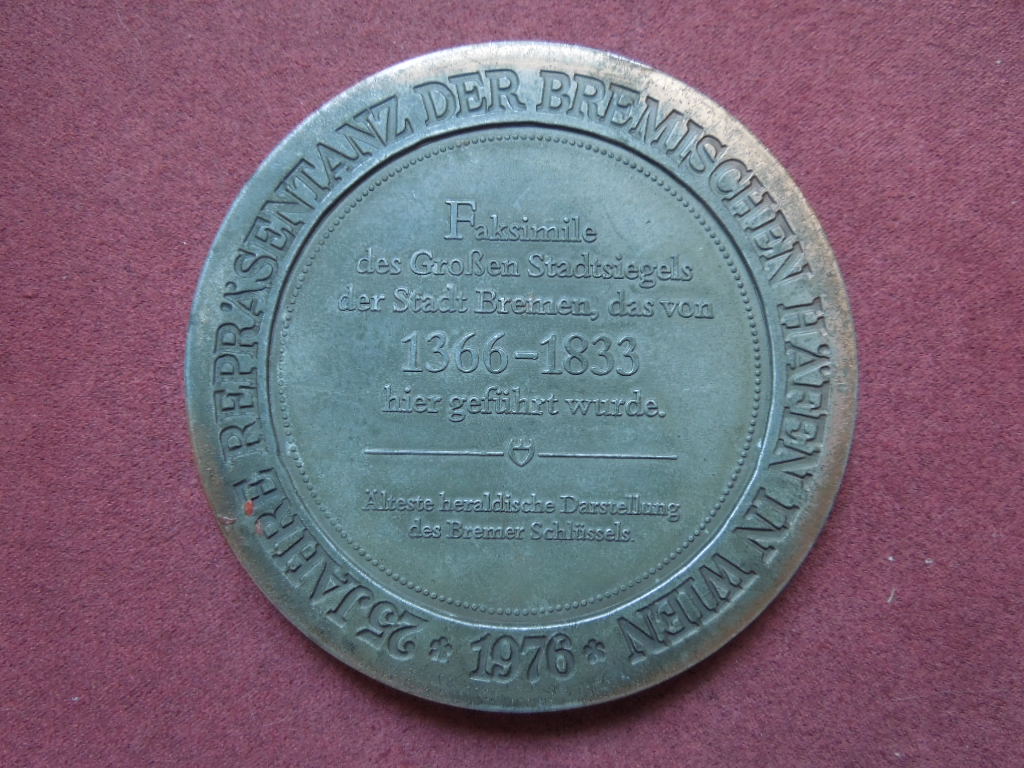 25 JAHRE REPRÄSENTANZ DER BREMISCHEN HÄFEN IN WIEN
* 1976 *
Faksimile
des Großen Stadtsiegels
der Stadt Bremen, das von
1366-1833
hier geführt wurde.
Älteste heraldische Darstellung
des Bremer Schlüssels.